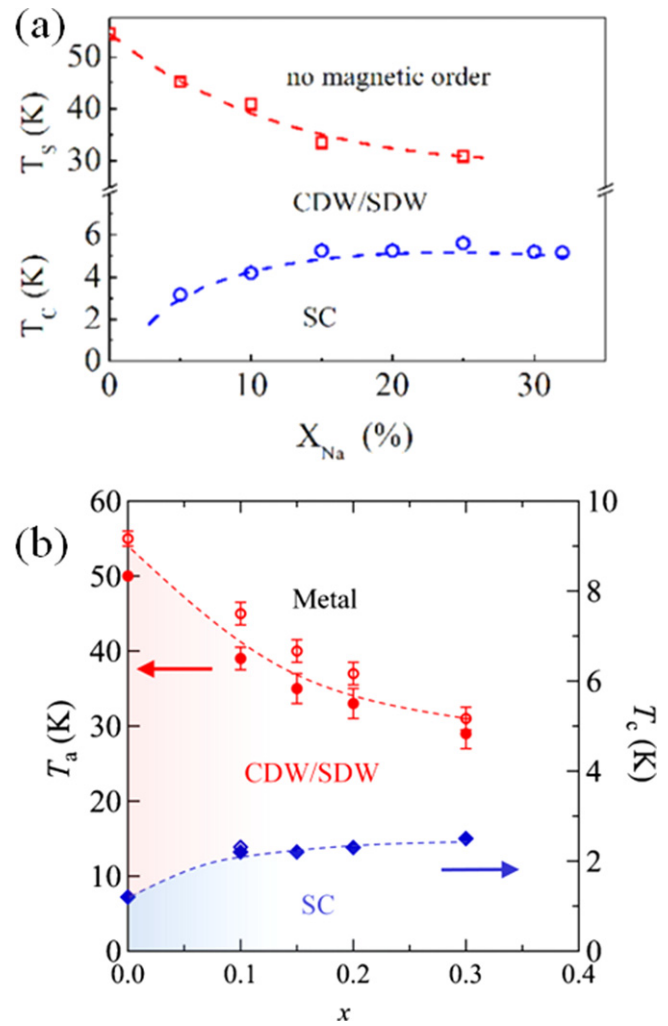 (a)
50
40
30
T_S (K)
no magnetic order
CDW/SDW
6
4
2
0
T_C (K)
SC
0 10 20 30
X_Na (%)
(b)
60
50
40
30
20
10
0
T_a (K)
10
8
6
4
2
0
T_c (K)
Metal
CDW/SDW
SC
0.0 0.1 0.2 0.3 0.4
x